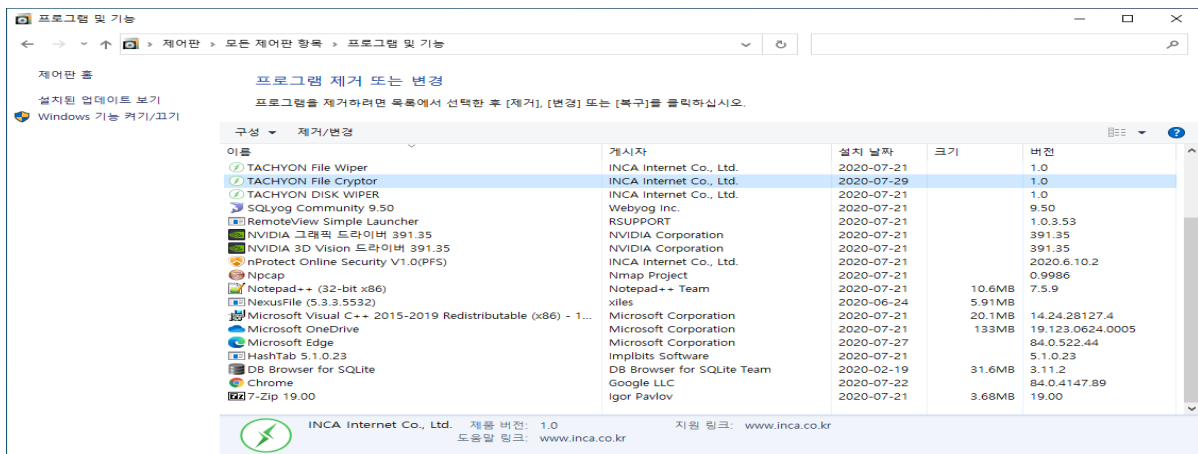 프로그램 및 기능
제어판 > 모든 제어판 항목 > 프로그램 및 기능
제어판 홈
설치된 업데이트 보기
Windows 기능 켜기/끄기
프로그램 제거 또는 변경
프로그램을 제거하려면 목록에서 선택한 후 [제거], [변경] 또는 [복구]를 클릭하십시오.
구성 제거/변경
이름 게시자 설치 날짜 크기 버전
TACHYON File Wiper INCA Internet Co., Ltd. 2020-07-21 1.0
TACHYON File Cryptor INCA Internet Co., Ltd. 2020-07-29 1.0
TACHYON DISK WIPER INCA Internet Co., Ltd. 2020-07-21 1.0
SQLyog Community 9.50 Webyog Inc. 2020-07-21 9.50
RemoteView Simple Launcher RSUPPORT 2020-07-21 1.0.3.53
NVIDIA 그래픽 드라이버 391.35 NVIDIA Corporation 2020-07-21 391.35
NVIDIA 3D Vision 드라이버 391.35 NVIDIA Corporation 2020-07-21 391.35
nProtect Online Security V1.0(PFS) INCA Internet Co., Ltd. 2020-07-21 2020.6.10.2
Npcap Nmap Project 2020-07-21 0.9986
Notepad++ (32-bit x86) Notepad++ Team 2020-07-21 10.6MB 7.5.9
NexusFile (5.3.3.5532) xiles 2020-06-24 5.91MB
Microsoft Visual C++ 2015-2019 Redistributable (x86) - 1... Microsoft Corporation 2020-07-21 20.1MB 14.24.28127.4
Microsoft OneDrive Microsoft Corporation 2020-07-21 133MB 19.123.0624.0005
Microsoft Edge Microsoft Corporation 2020-07-27 84.0.522.44
HashTab 5.1.0.23 Implbits Software 2020-07-21 5.1.0.23
DB Browser for SQLite DB Browser for SQLite Team 2020-02-19 31.6MB 3.11.2
Chrome Google LLC 2020-07-22 84.0.4147.89
7-Zip 19.00 Igor Pavlov 2020-07-21 3.68MB 19.00
INCA Internet Co., Ltd. 제품 버전: 1.0 지원 링크: www.inca.co.kr
도움말 링크: www.inca.co.kr